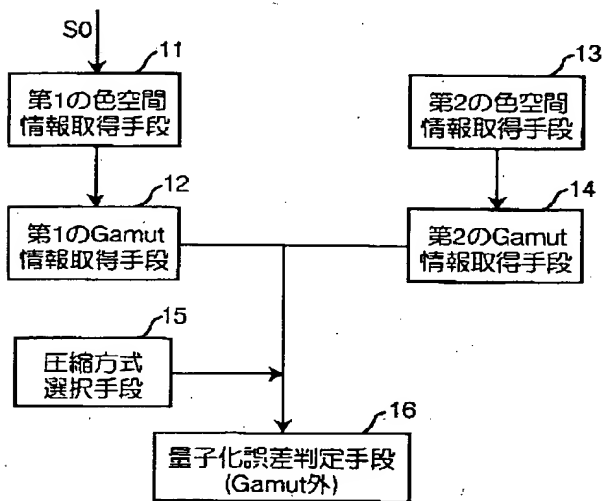 S0
11
第1の色空間
情報取得手段
13
第2の色空間
情報取得手段
12
第1のGamut
情報取得手段
14
第2のGamut
情報取得手段
15
圧縮方式
選択手段
16
量子化誤差判定手段
(Gamut外)